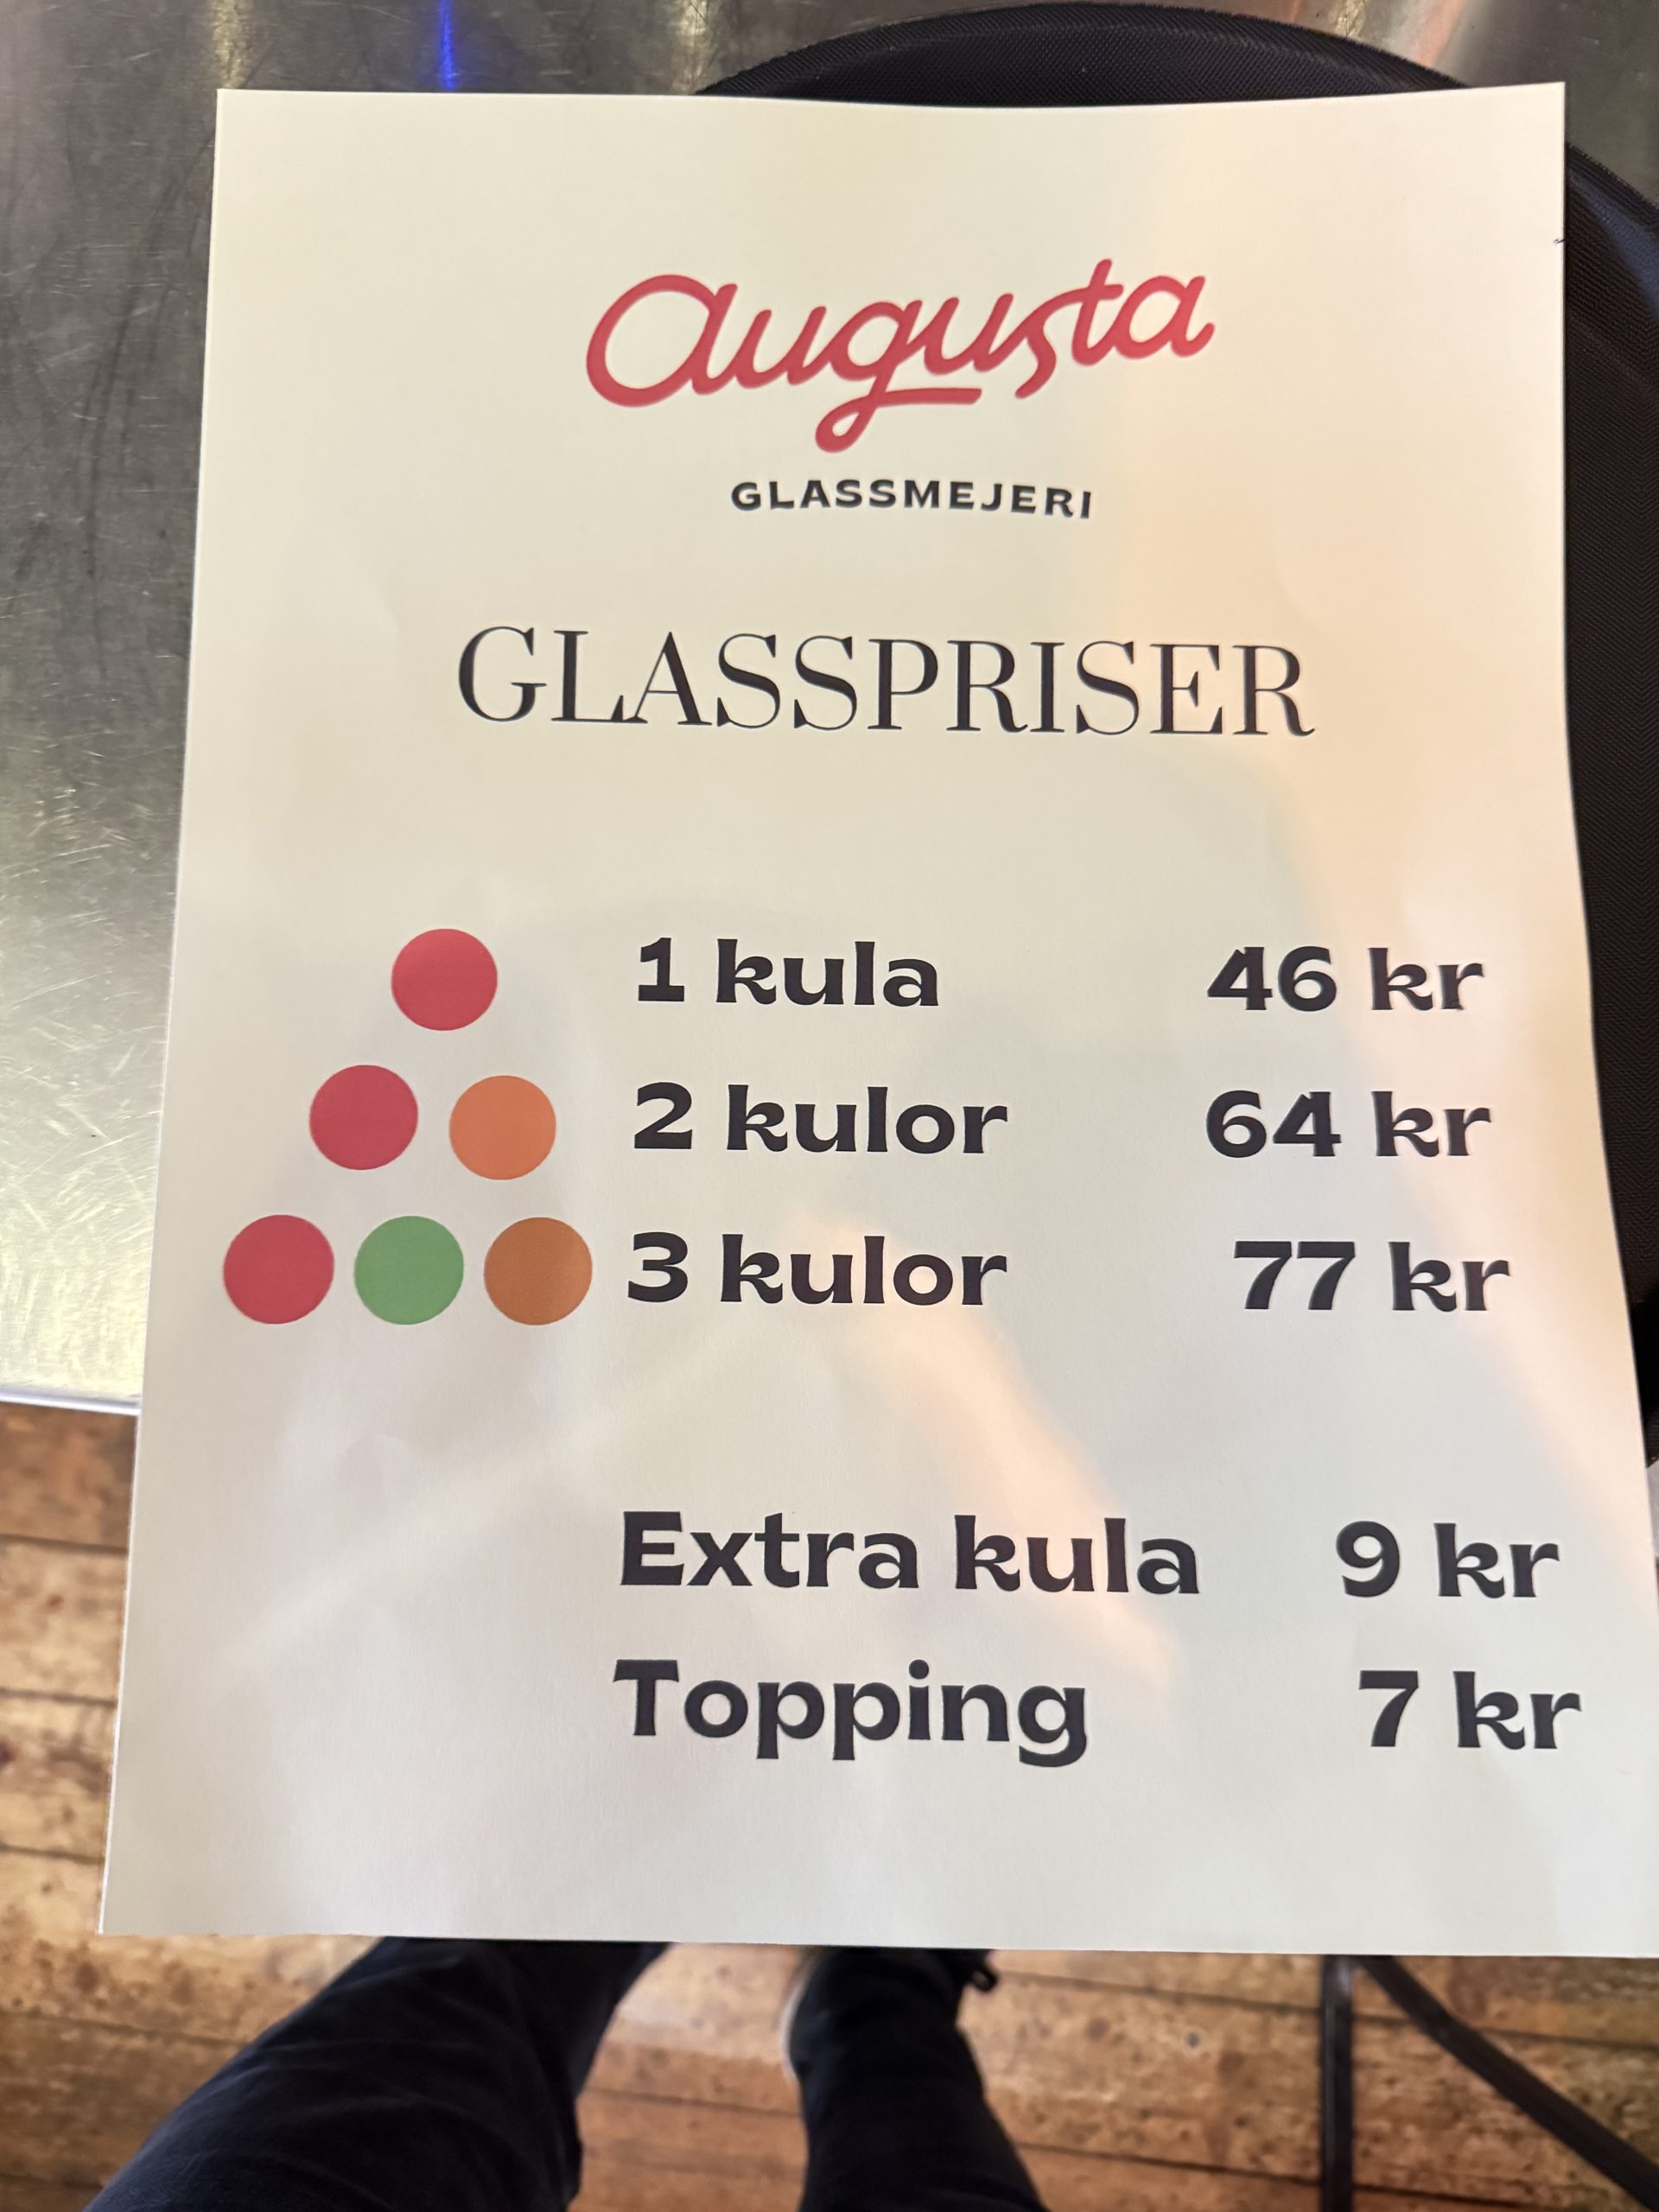 augusta
GLASSMEJERI
GLASSPRISER
1 kula 46 kr
2 kulor 64 kr
3 kulor 77 kr
Extra kula 9 kr
Topping 7 kr